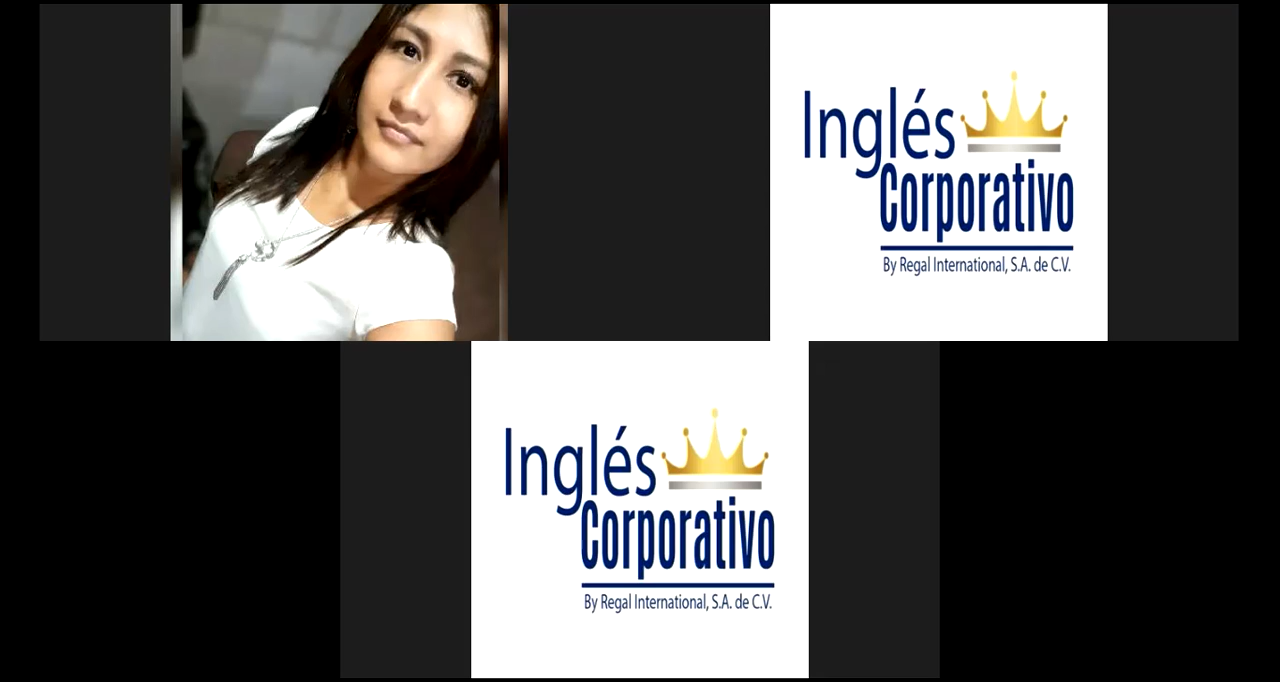 Inglés
Corporativo
By Regal International, S.A. de C.V.
Inglés
Corporativo
By Regal International, S.A. de C.V.